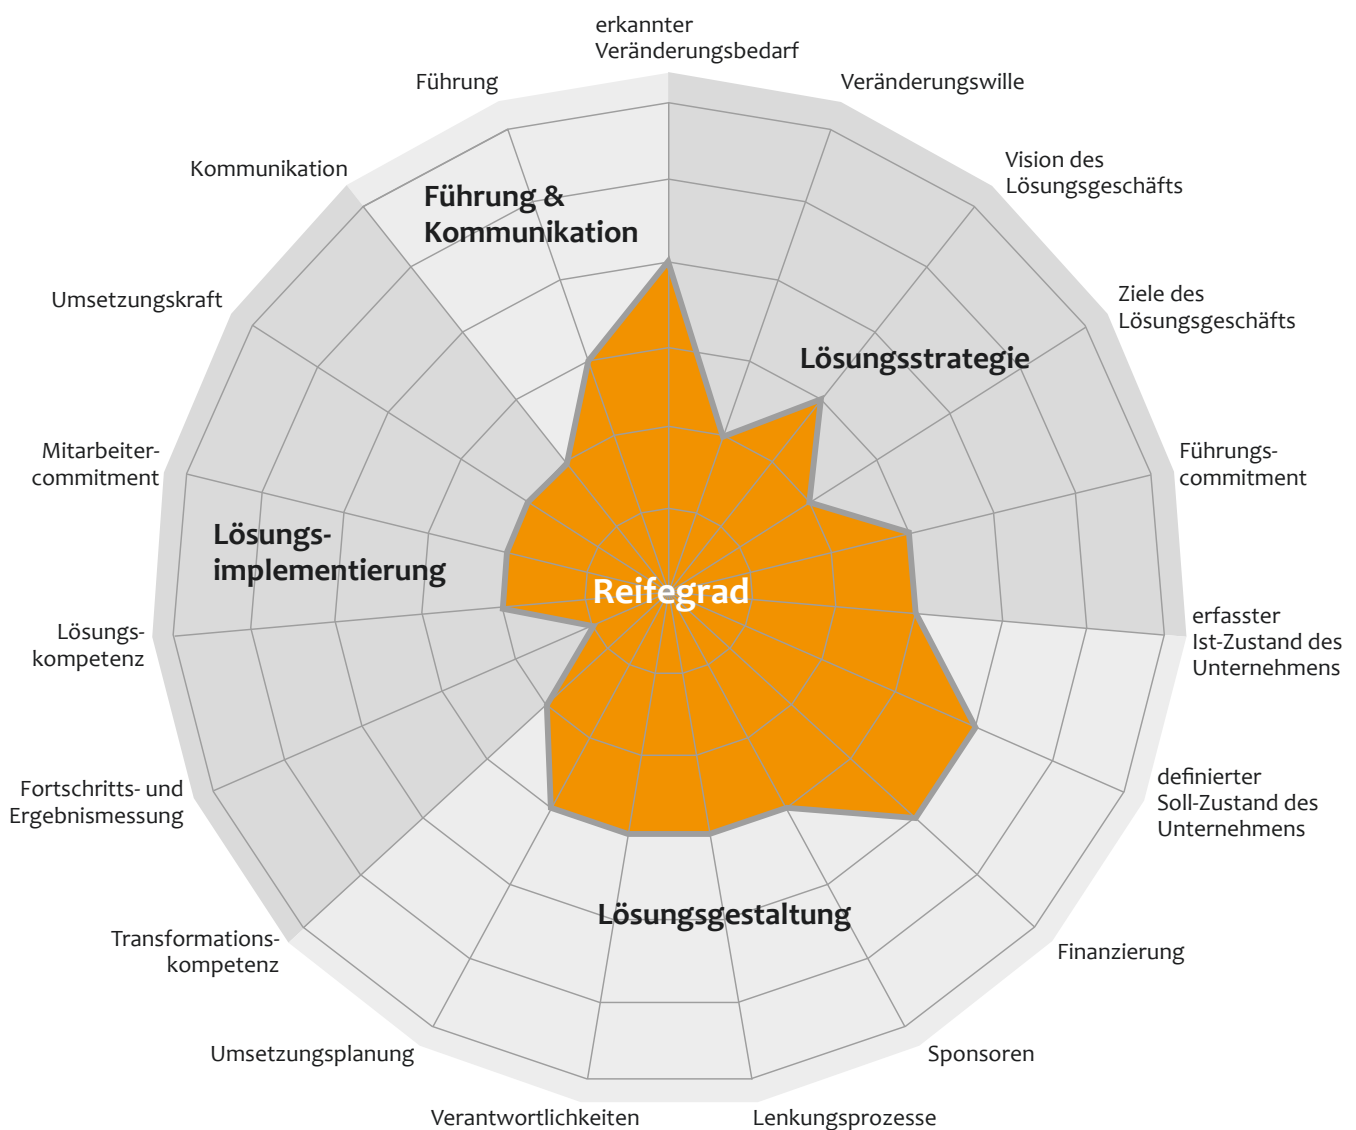 erkannter
Veränderungsbedarf
Führung
Veränderungswille
Kommunikation
Vision des
Lösungsgeschäfts
Führung &
Kommunikation
Umsetzungskraft
Ziele des
Lösungsgeschäfts
Lösungsstrategie
Mitarbeiter-
commitment
Führungs-
commitment
Lösungs-
implementierung
Reifegrad
Lösungs-
kompetenz
erfasster
Ist-Zustand des
Unternehmens
Fortschritts- und
Ergebnismessung
definierter
Soll-Zustand des
Unternehmens
Lösungsgestaltung
Transformations-
kompetenz
Finanzierung
Umsetzungsplanung
Sponsoren
Verantwortlichkeiten
Lenkungsprozesse